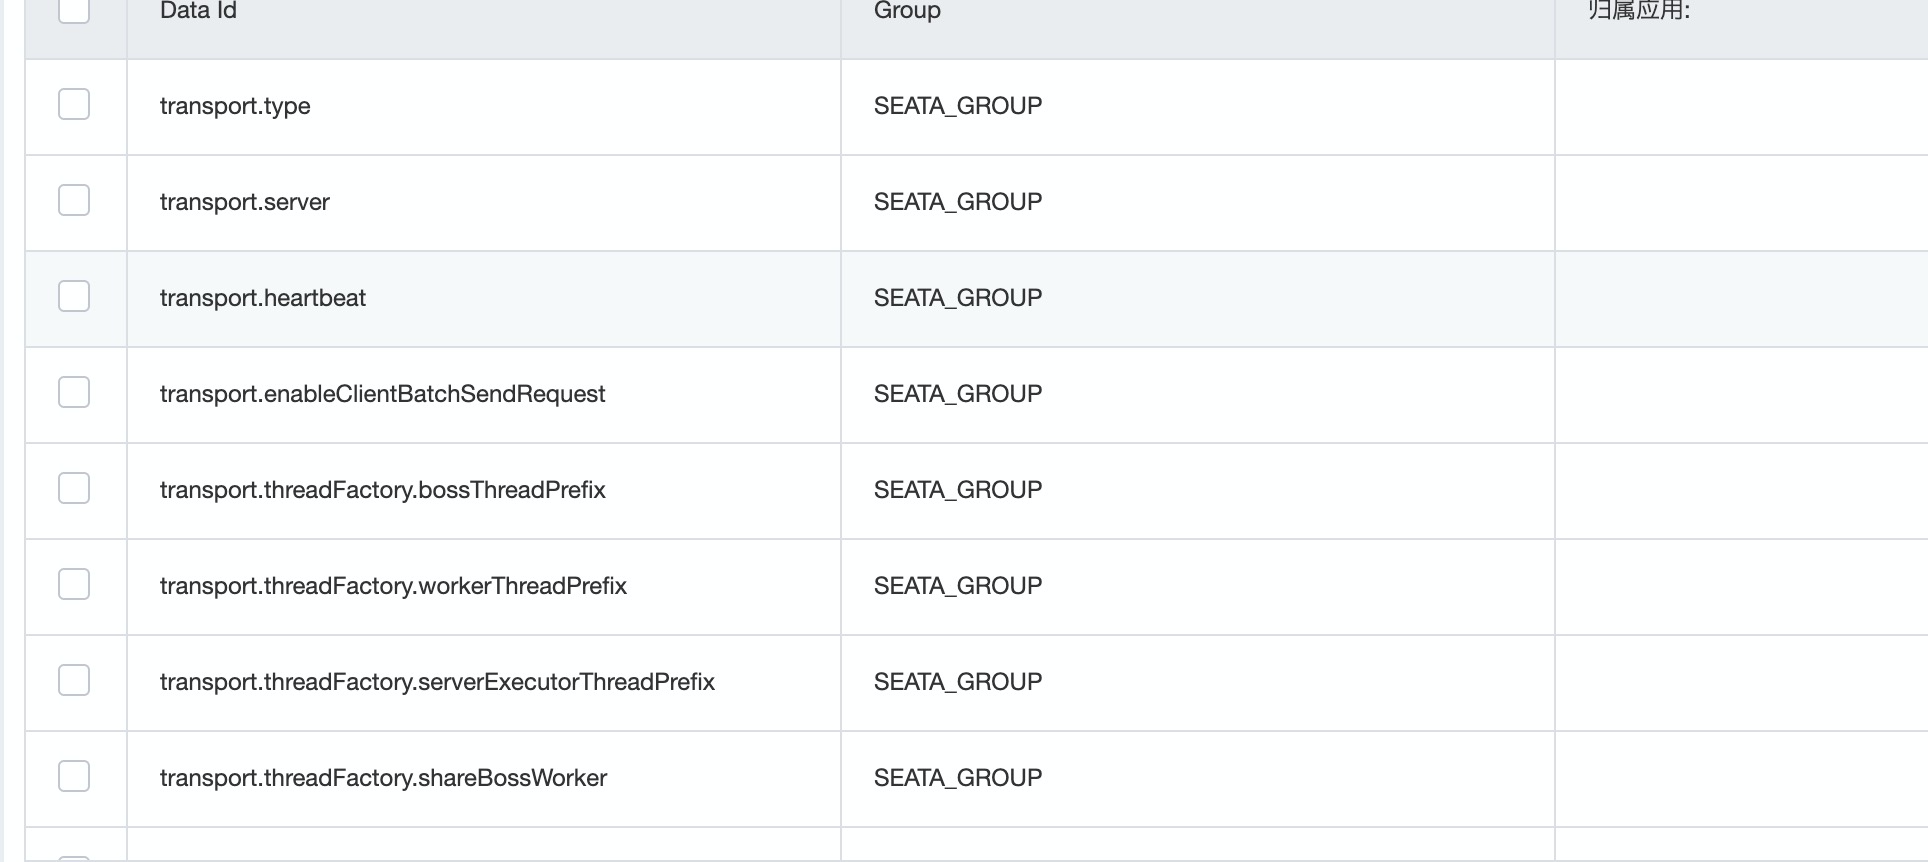 Data Id Group 归属应用:
transport.type SEATA_GROUP
transport.server SEATA_GROUP
transport.heartbeat SEATA_GROUP
transport.enableClientBatchSendRequest SEATA_GROUP
transport.threadFactory.bossThreadPrefix SEATA_GROUP
transport.threadFactory.workerThreadPrefix SEATA_GROUP
transport.threadFactory.serverExecutorThreadPrefix SEATA_GROUP
transport.threadFactory.shareBossWorker SEATA_GROUP